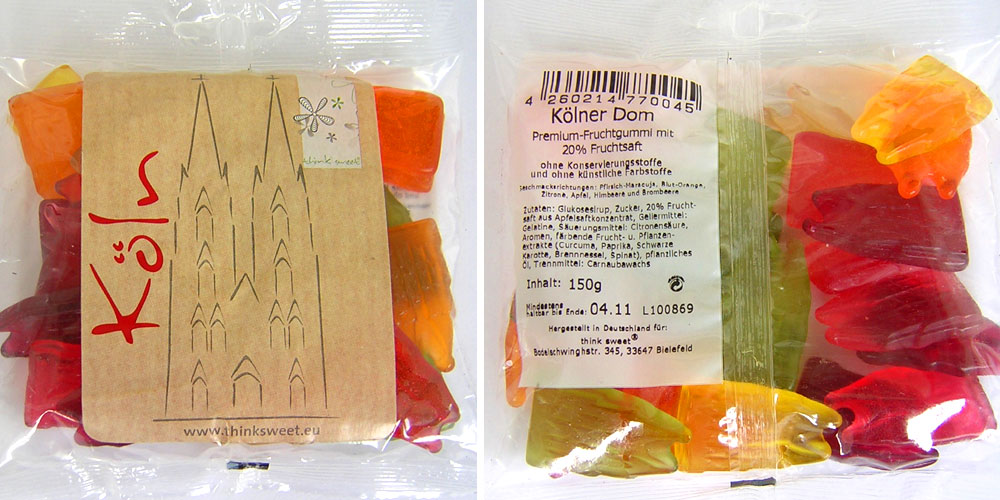 Köln
think sweet
www.thinksweet.eu
4 260214 770045
Kölner Dom
Premium-Fruchtgummi mit
20% Fruchtsaft
ohne Konservierungsstoffe
und ohne künstliche Farbstoffe
Geschmacksrichtungen: Pfirsich-Maracuja, Blut-Orange,
Zitrone, Apfel, Himbeere und Brombeere
Zutaten: Glukosesirup, Zucker, 20% Frucht-
saft aus Apfelsaftkonzentrat, Geliermittel:
Gelatine, Säuerungsmittel: Citronensäure,
Aromen, färbende Frucht- u. Pflanzen-
extrakte (Curcuma, Paprika, Schwarze
Karotte, Brennnessel, Spinat), pflanzliches
Öl, Trennmittel: Carnaubawachs
Inhalt: 150g
Mindestens
haltbar bis Ende: 04.11 L100869
Hergestellt in Deutschland für:
think sweet®
Bodelschwinghstr. 345, 33647 Bielefeld